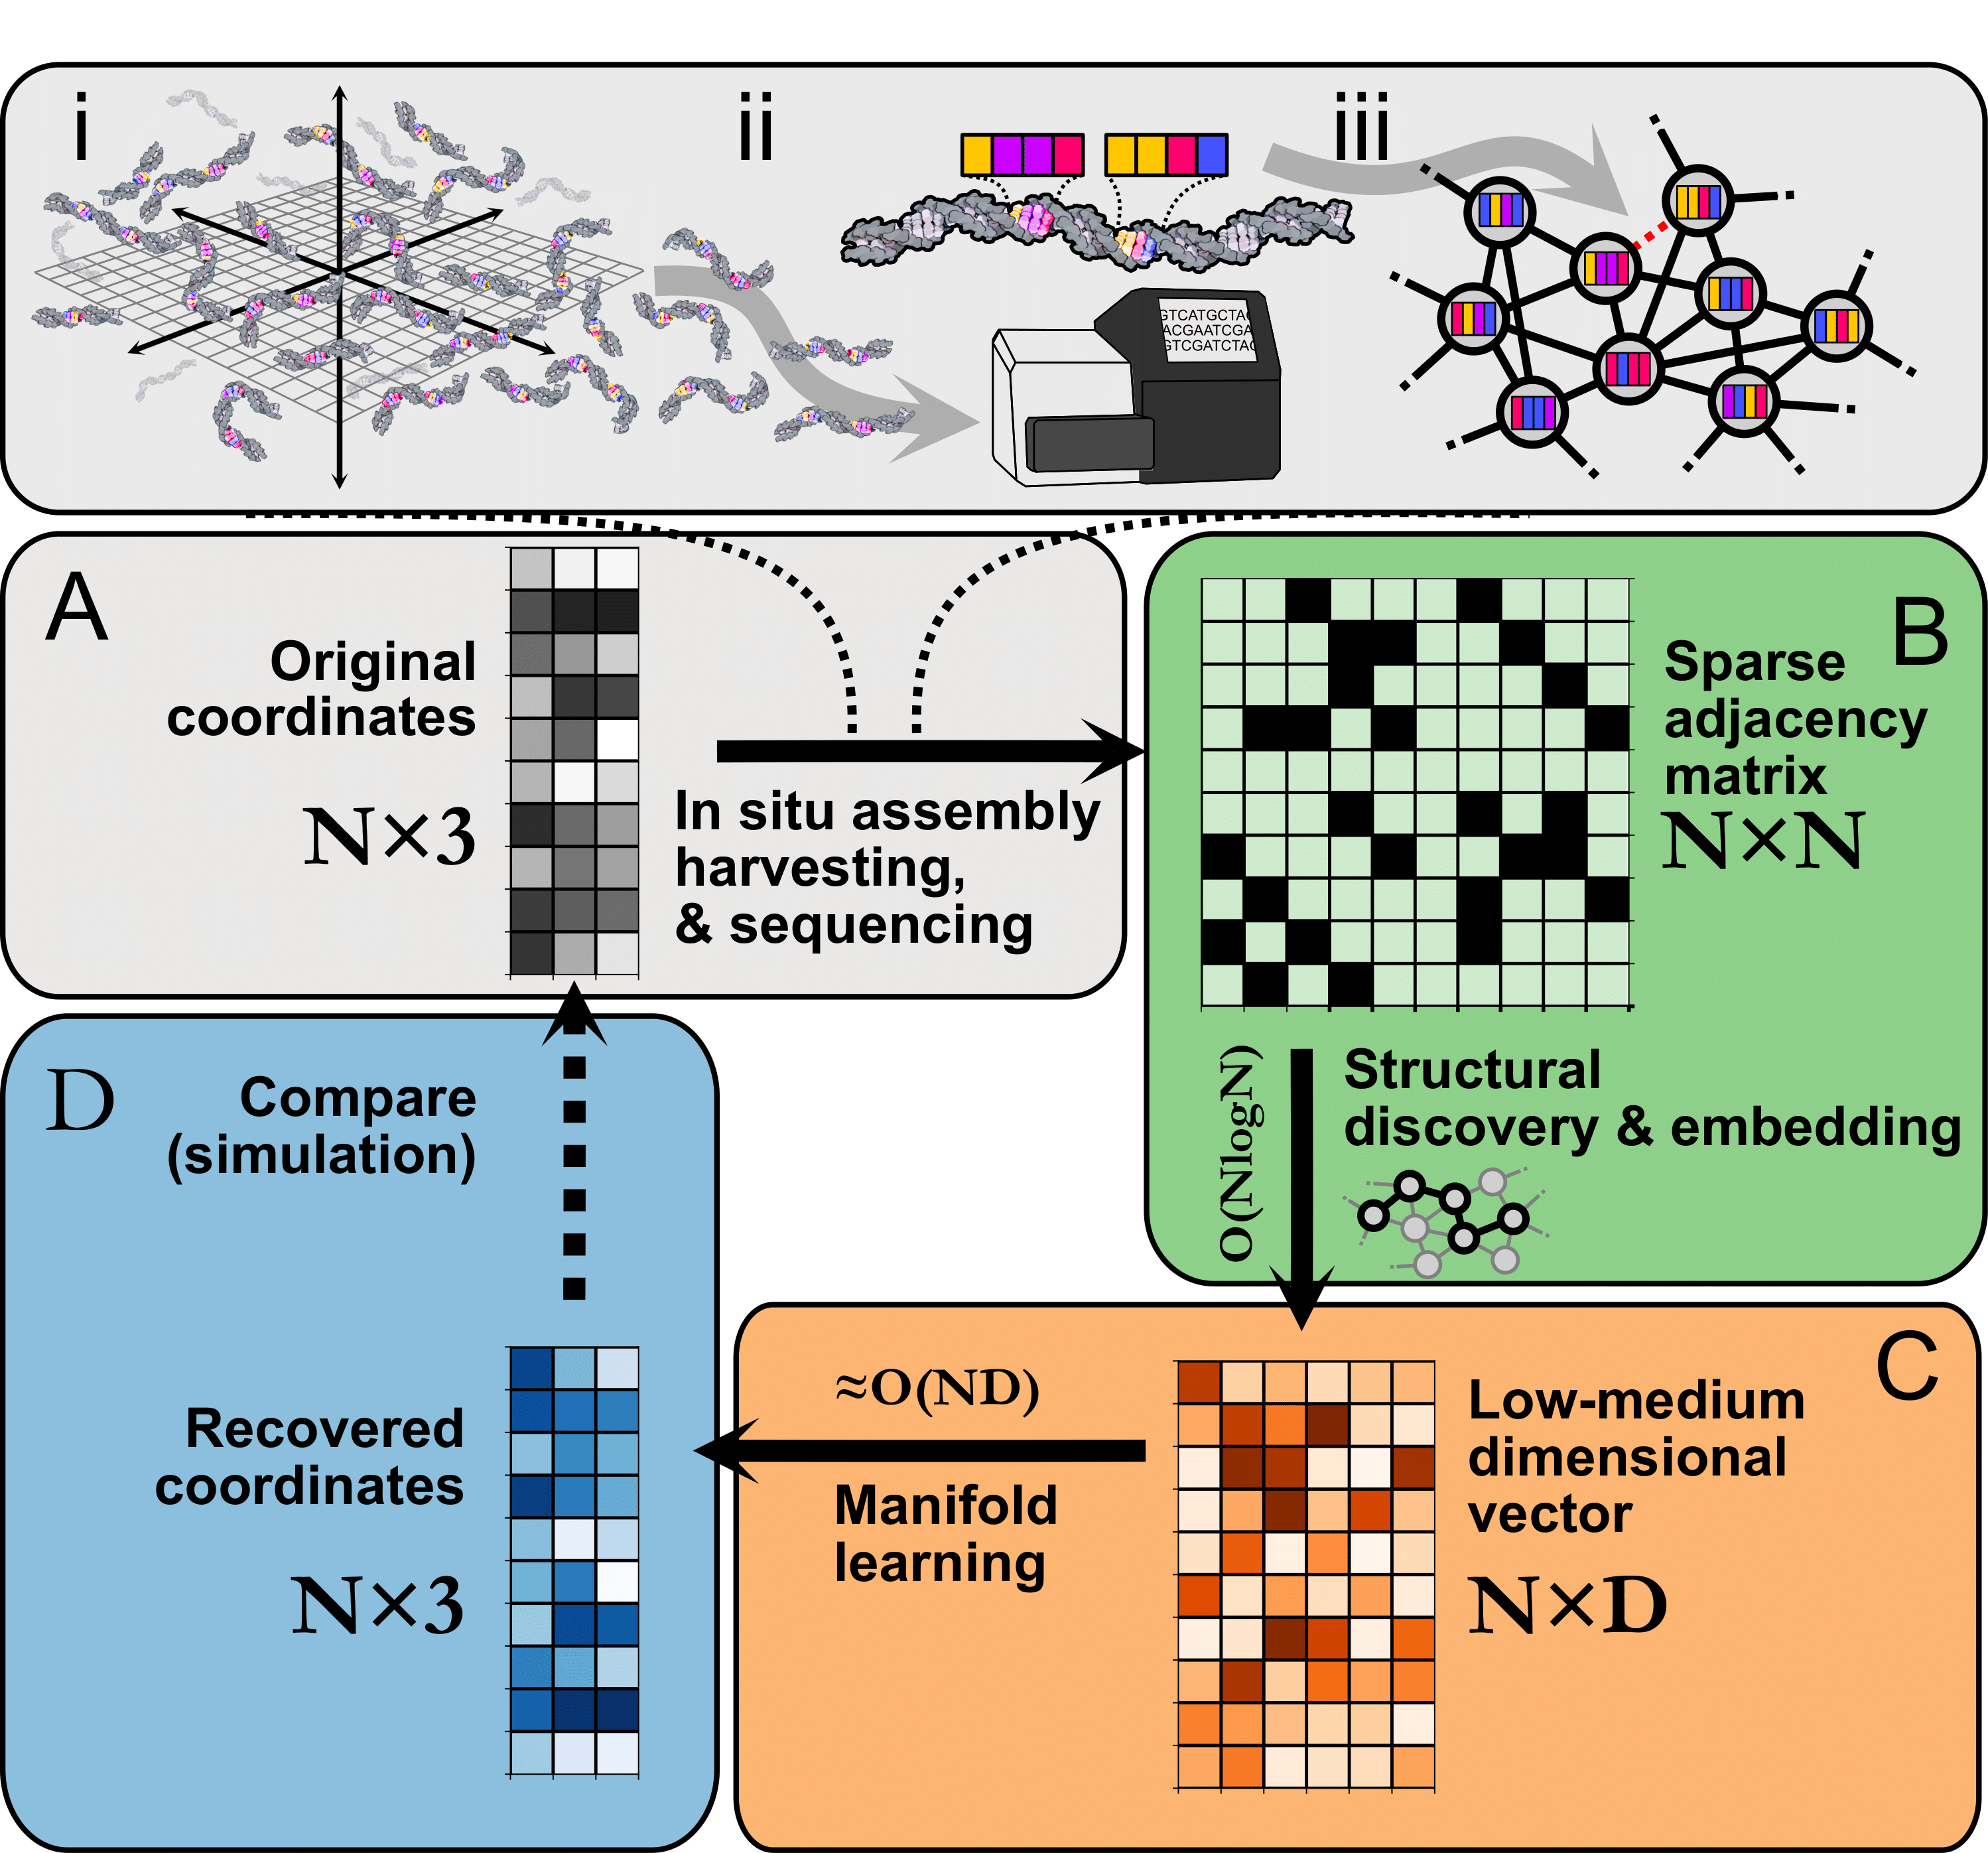 i
ii
iii
GTCATGCTAC
ACGAATCGA
GTCGATCTAC
A
Original
coordinates
N×3
In situ assembly
harvesting,
& sequencing
B
Sparse
adjacency
matrix
N×N
O(NlogN)
Structural
discovery & embedding
C
Low-medium
dimensional
vector
N×D
≈O(ND)
Manifold
learning
D
Compare
(simulation)
Recovered
coordinates
N×3